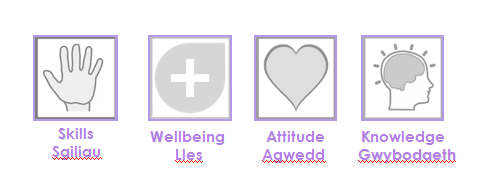 Skills
Sgiliau
Wellbeing
Lles
Attitude
Agwedd
Knowledge
Gwybodaeth